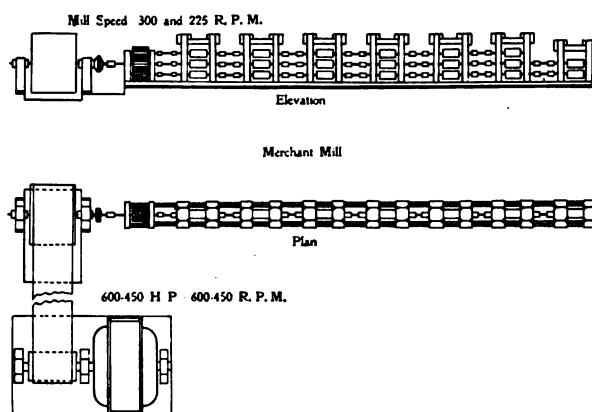 Mill Speed 300 and 225 R. P. M.
Elevation
Merchant Mill
Plan
600-450 H P - 600-450 R. P. M.